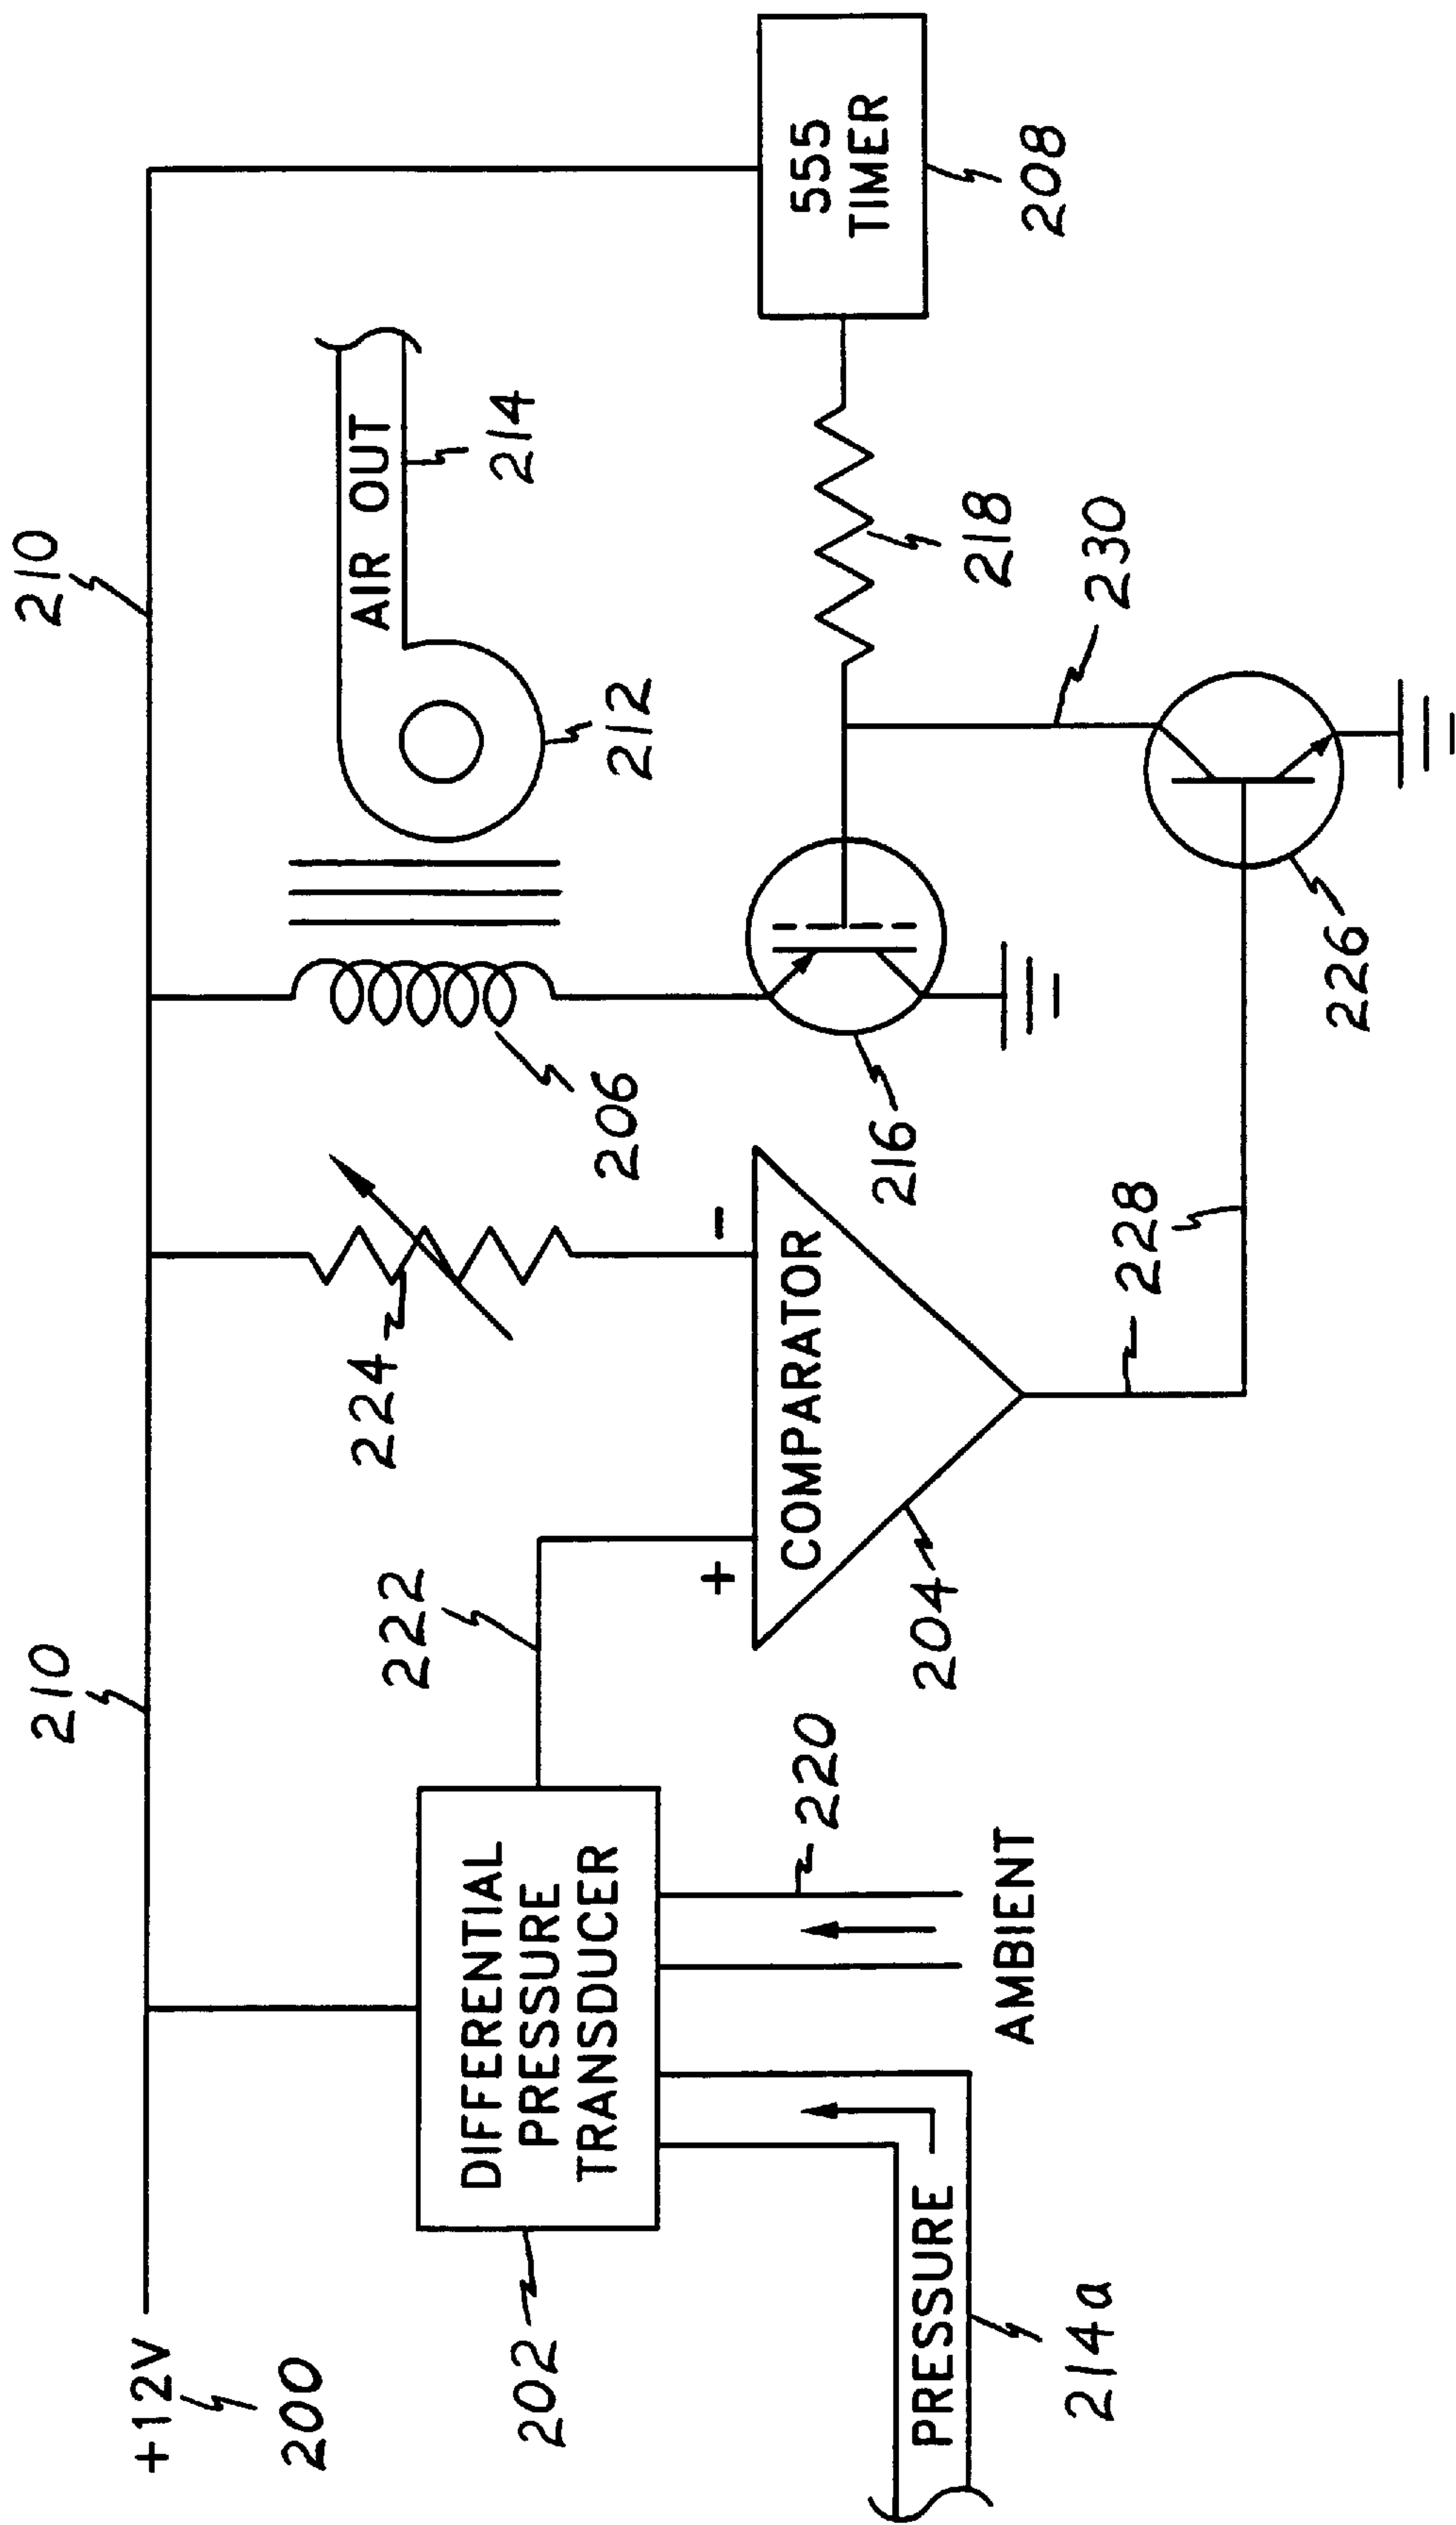 +12V
200
210
210
202
DIFFERENTIAL
PRESSURE
TRANSDUCER
222
224
206
AIR OUT
214
212
+
-
COMPARATOR
204
216
218
555
TIMER
208
220
AMBIENT
PRESSURE
214a
228
230
226